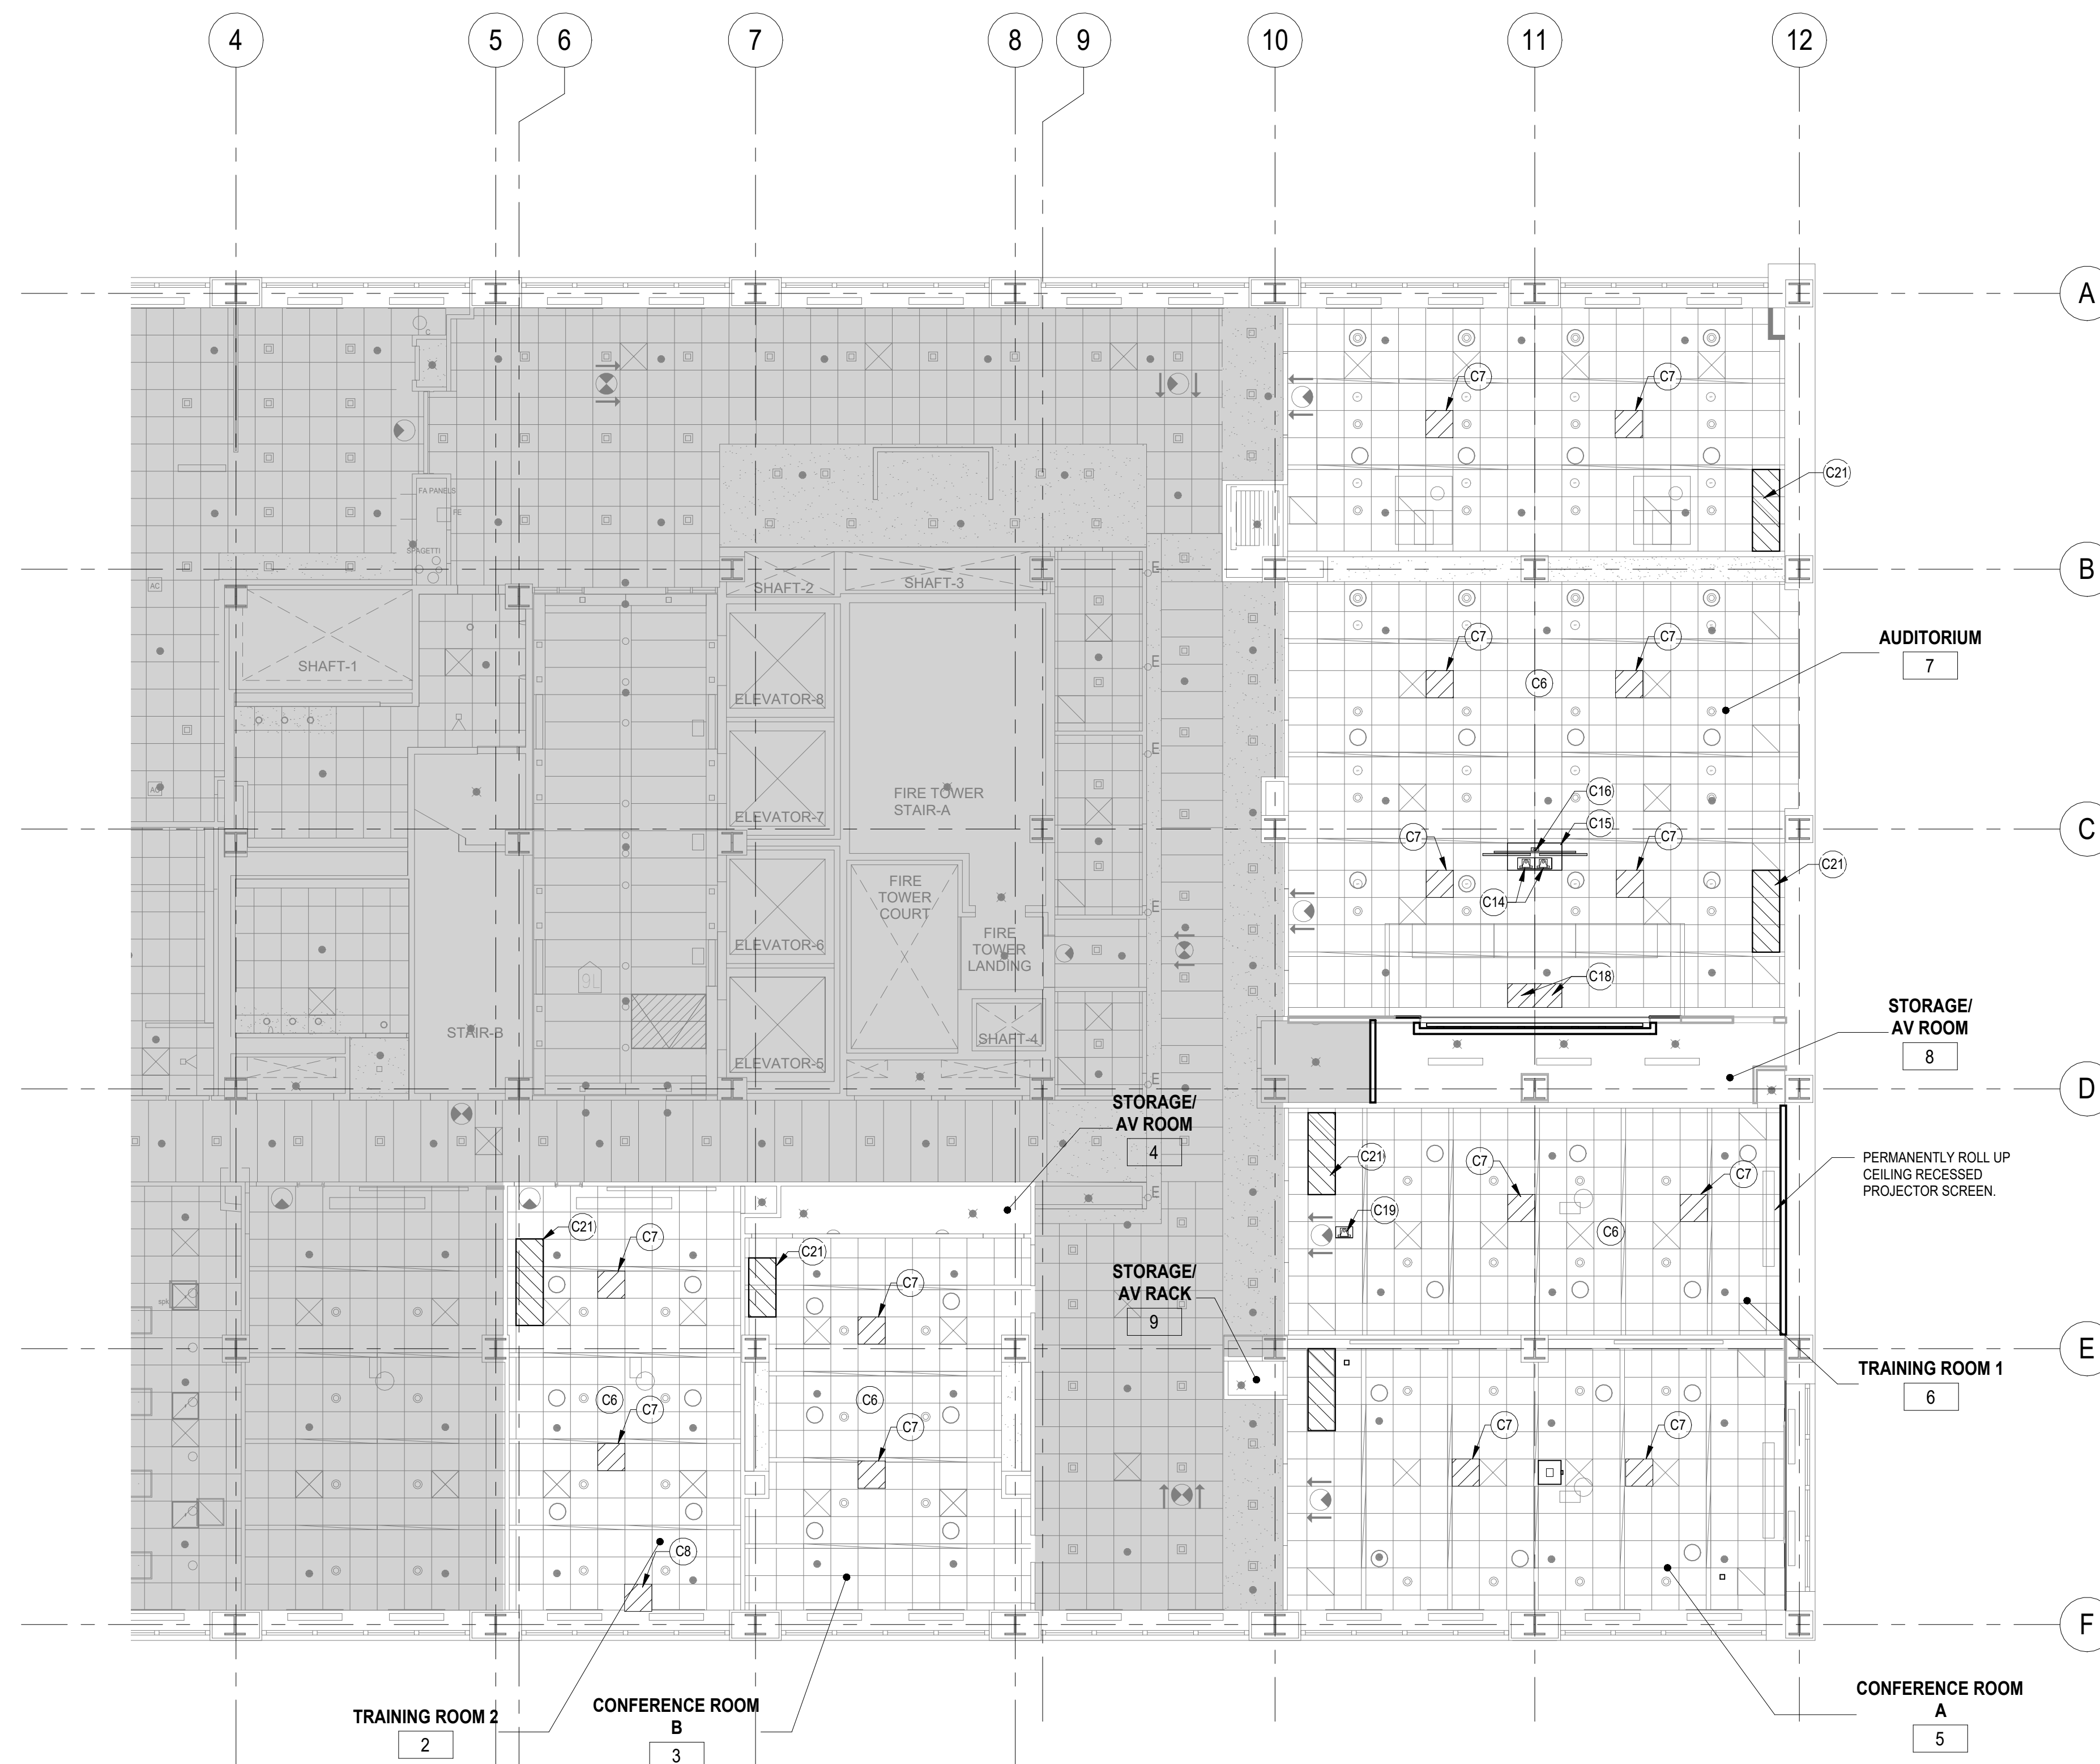 4
5
6
7
8
9
10
11
12
A
C
C7
C7
FA PANELS
FE
C21
SPAGETTI
B
AC
SHAFT-2
SHAFT-3
E
SHAFT-1
C7
C7
AUDITORIUM
7
E
C6
ELEVATOR-8
E
AC
FIRE TOWER
STAIR-A
C16
ELEVATOR-7
C15
C
C7
C7
C21
FIRE
TOWER
COURT
C14
E
FIRE
TOWER
LANDING
ELEVATOR-6
C18
STORAGE/
AV ROOM
8
STAIR-B
SHAFT-4
ELEVATOR-5
E
D
STORAGE/
AV ROOM
4
C21
C7
C7
PERMANENTLY ROLL UP
CEILING RECESSED
PROJECTOR SCREEN.
E
C19
C21
C7
C6
C21
STORAGE/
AV RACK
9
C7
spk
E
TRAINING ROOM 1
6
C6
C7
C6
C7
C7
C7
C8
F
TRAINING ROOM 2
2
CONFERENCE ROOM
B
3
CONFERENCE ROOM
A
5